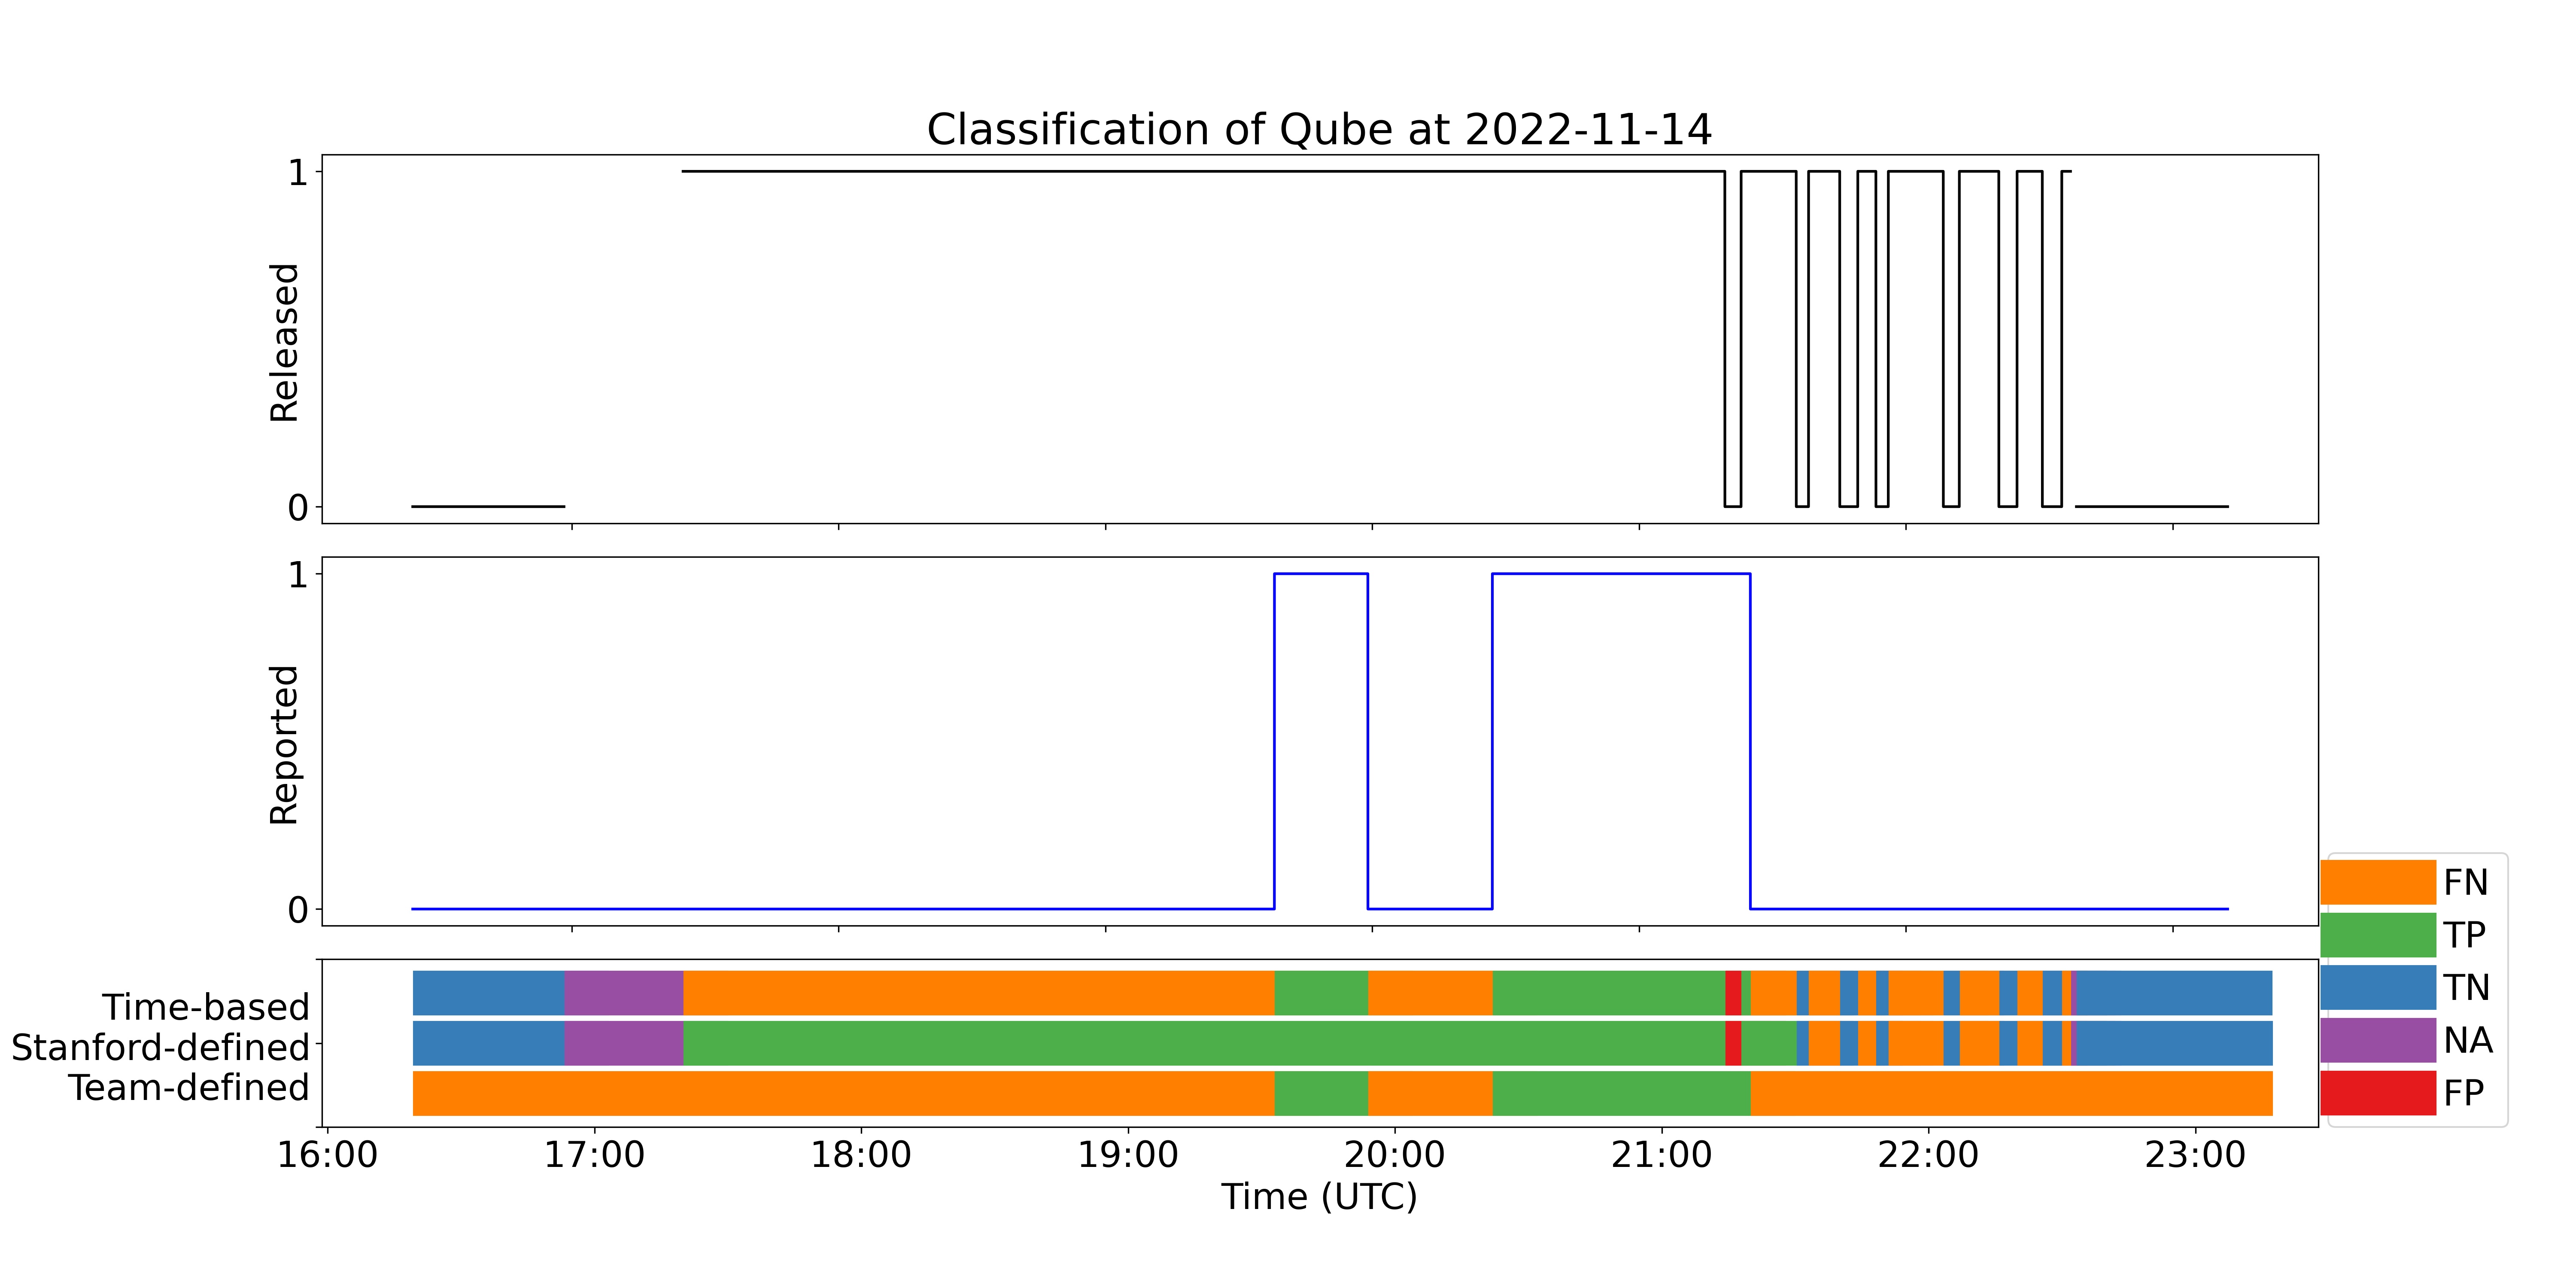 Classification of Qube at 2022-11-14
1
Released
0
1
Reported
0
FN
TP
TN
NA
FP
Time-based
Stanford-defined
Team-defined
16:00 17:00 18:00 19:00 20:00 21:00 22:00 23:00
Time (UTC)